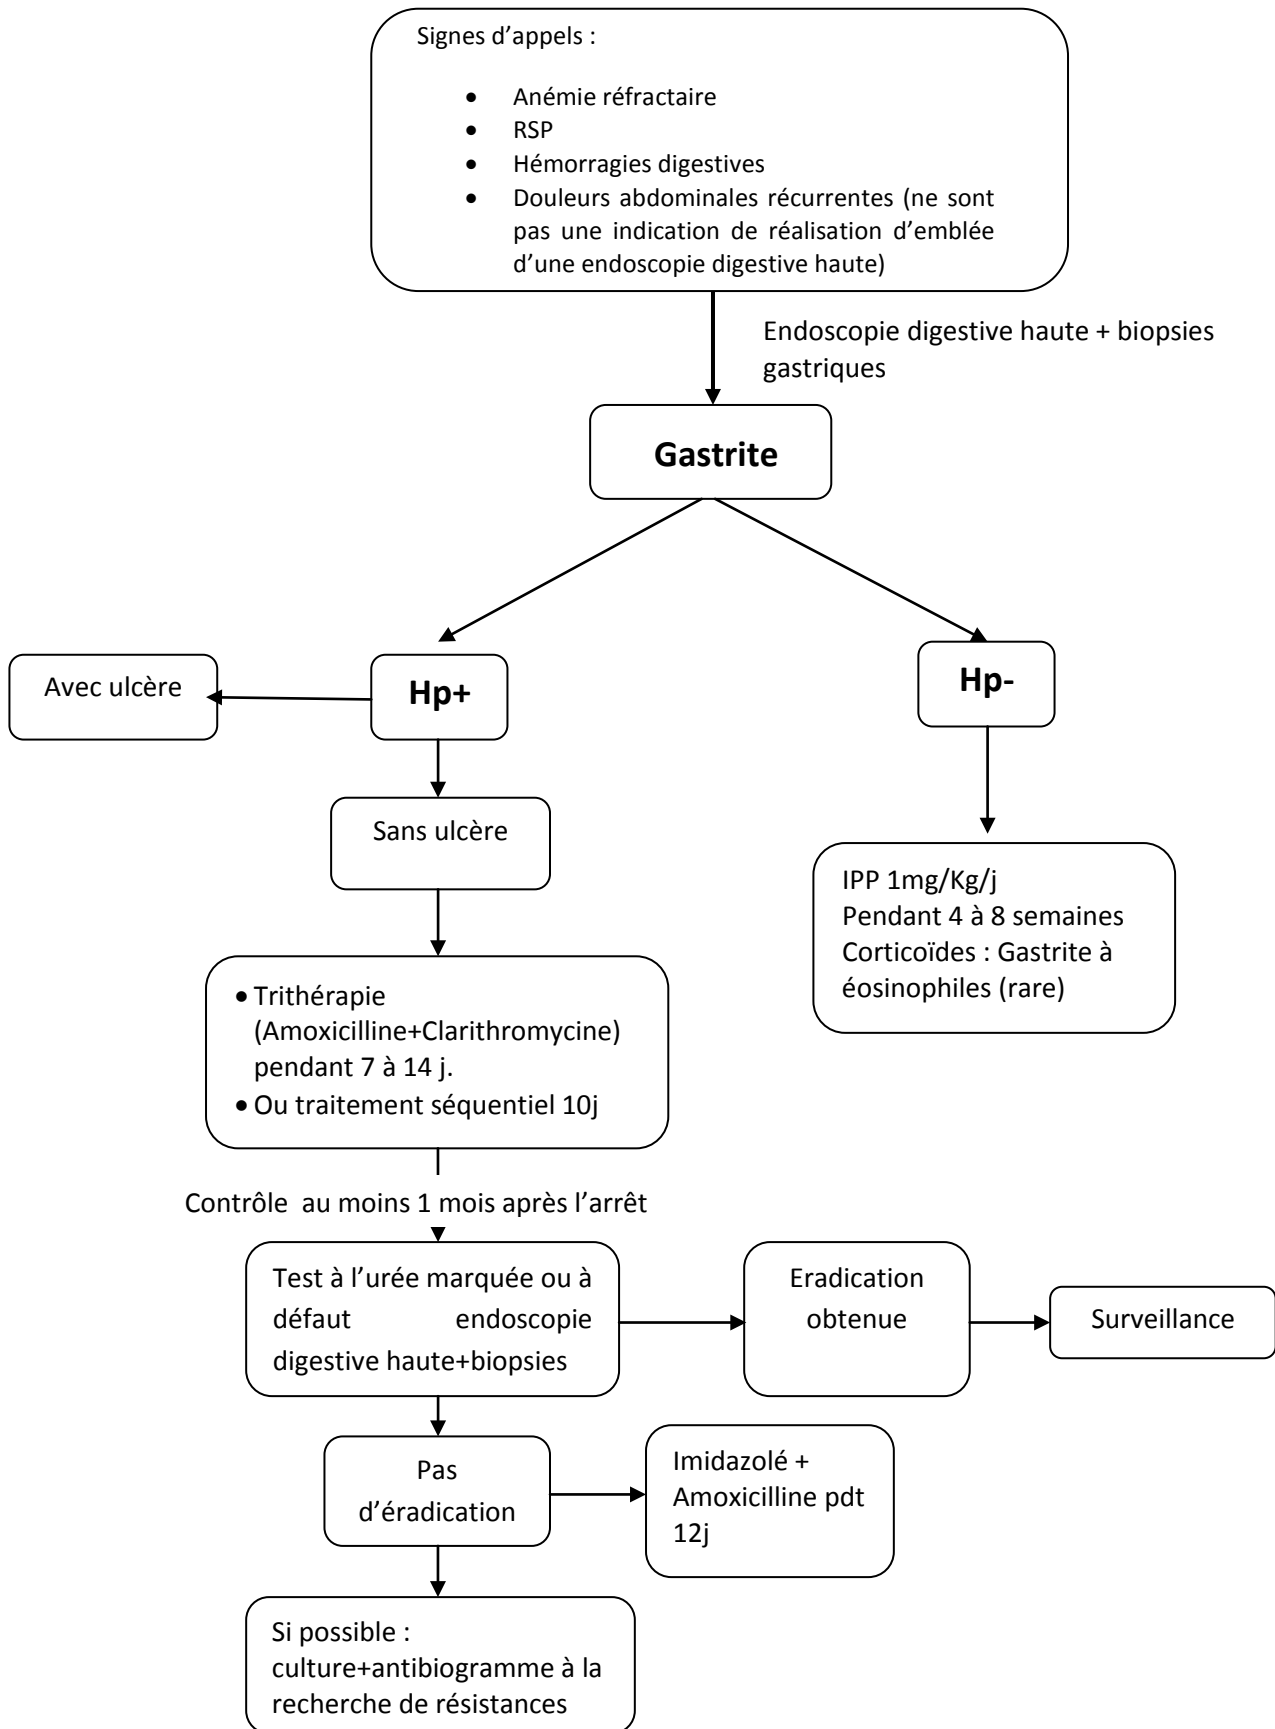 Signes d’appels :
• Anémie réfractaire
• RSP
• Hémorragies digestives
• Douleurs abdominales récurrentes (ne sont
pas une indication de réalisation d’emblée
d’une endoscopie digestive haute)
Endoscopie digestive haute + biopsies
gastriques
Gastrite
Avec ulcère
Hp+
Hp-
Sans ulcère
IPP 1mg/Kg/j
Pendant 4 à 8 semaines
Corticoïdes : Gastrite à
éosinophiles (rare)
• Trithérapie
(Amoxicilline+Clarithromycine)
pendant 7 à 14 j.
• Ou traitement séquentiel 10j
Contrôle au moins 1 mois après l’arrêt
Test à l’urée marquée ou à
défaut endoscopie
digestive haute+biopsies
Eradication
obtenue
Surveillance
Pas
d’éradication
Imidazolé +
Amoxicilline pdt
12j
Si possible :
culture+antibiogramme à la
recherche de résistances